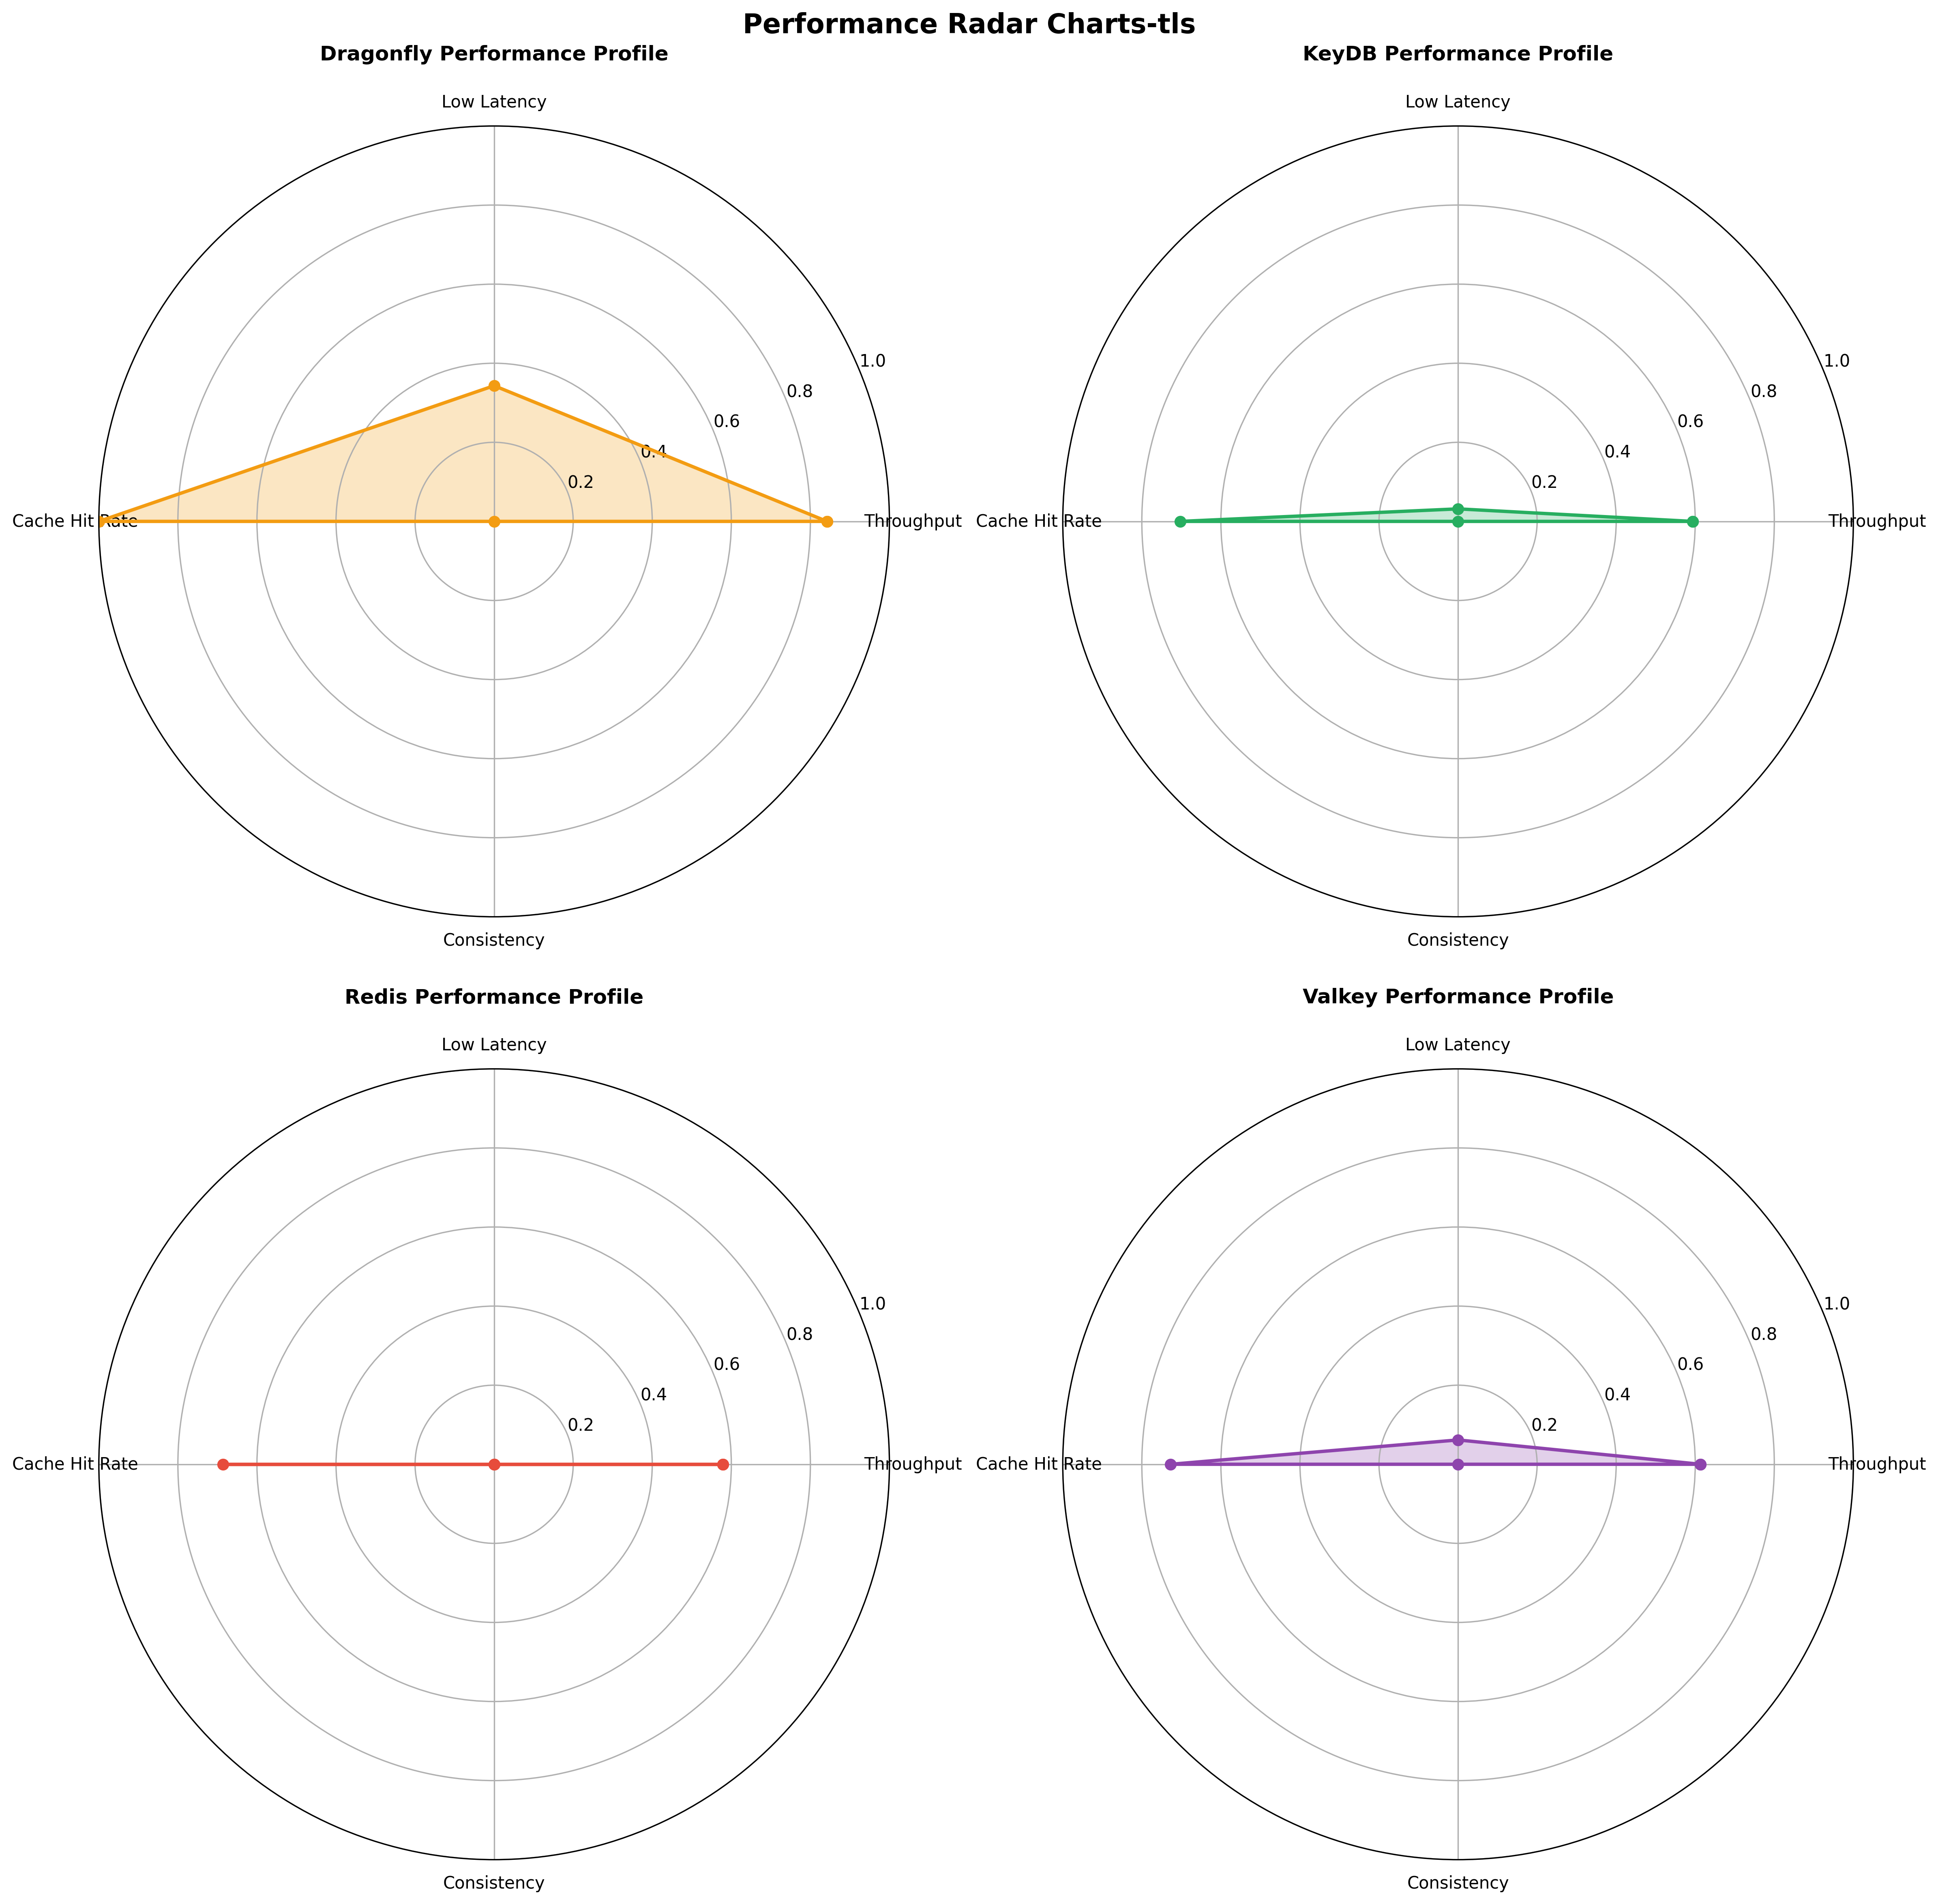 Performance Radar Charts-tls
Dragonfly Performance Profile
Low Latency
1.0
0.8
0.6
0.4
0.2
Cache Hit Rate
Throughput
Consistency
KeyDB Performance Profile
Low Latency
1.0
0.8
0.6
0.4
0.2
Cache Hit Rate
Throughput
Consistency
Redis Performance Profile
Low Latency
1.0
0.8
0.6
0.4
0.2
Cache Hit Rate
Throughput
Consistency
Valkey Performance Profile
Low Latency
1.0
0.8
0.6
0.4
0.2
Cache Hit Rate
Throughput
Consistency